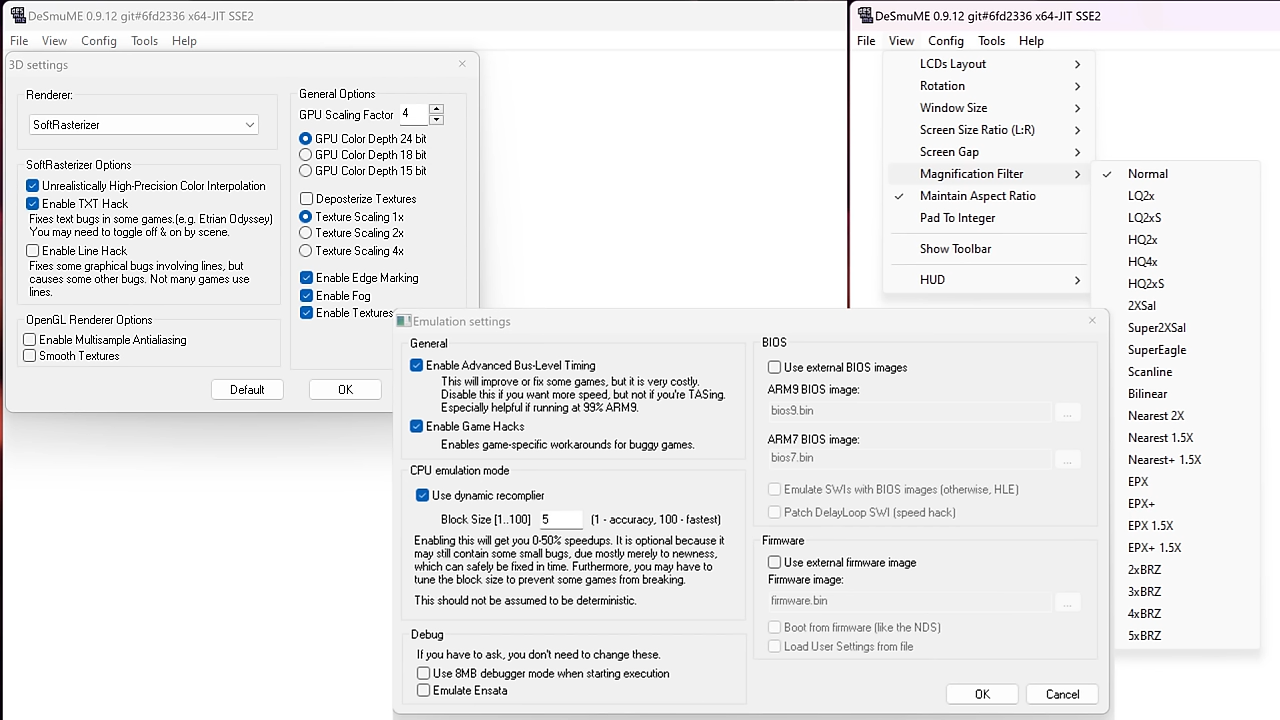 DeSmuME 0.9.12 git#6fd2336 x64-JIT SSE2
File View Config Tools Help
3D settings
Renderer:
SoftRasterizer
SoftRasterizer Options
Unrealistically High-Precision Color Interpolation
Enable TXT Hack
Fixes text bugs in some games.(e.g. Etrian Odyssey)
You may need to toggle off & on by scene.
Enable Line Hack
Fixes some graphical bugs involving lines, but
causes some other bugs. Not many games use
lines.
OpenGL Renderer Options
Enable Multisample Antialiasing
Smooth Textures
General Options
GPU Scaling Factor 4
GPU Color Depth 24 bit
GPU Color Depth 18 bit
GPU Color Depth 15 bit
Deposterize Textures
Texture Scaling 1x
Texture Scaling 2x
Texture Scaling 4x
Enable Edge Marking
Enable Fog
Enable Textures
Default OK
DeSmuME 0.9.12 git#6fd2336 x64-JIT SSE2
File View Config Tools Help
LCDs Layout
Rotation
Window Size
Screen Size Ratio (L:R)
Screen Gap
Magnification Filter
Maintain Aspect Ratio
Pad To Integer
Show Toolbar
HUD
Normal
LQ2x
LQ2xS
HQ2x
HQ4x
HQ2xS
2XSal
Super2XSal
SuperEagle
Scanline
Bilinear
Nearest 2X
Nearest 1.5X
Nearest+ 1.5X
EPX
EPX+
EPX 1.5X
EPX+ 1.5X
2xBRZ
3xBRZ
4xBRZ
5xBRZ
Emulation settings
General
Enable Advanced Bus-Level Timing
This will improve or fix some games, but it is very costly.
Disable this if you want more speed, but not if you're TASing.
Especially helpful if running at 99% ARM9.
Enable Game Hacks
Enables game-specific workarounds for buggy games.
CPU emulation mode
Use dynamic recomplier
Block Size [1..100] 5 (1 - accuracy, 100 - fastest)
Enabling this will get you 0-50% speedups. It is optional because it
may still contain some small bugs, due mostly merely to newness,
which can safely be fixed in time. Furthermore, you may have to
tune the block size to prevent some games from breaking.
This should not be assumed to be deterministic.
Debug
If you have to ask, you don't need to change these.
Use 8MB debugger mode when starting execution
Emulate Ensata
BIOS
Use external BIOS images
ARM9 BIOS image:
bios9.bin ...
ARM7 BIOS image:
bios7.bin ...
Emulate SWIs with BIOS images (otherwise, HLE)
Patch DelayLoop SWI (speed hack)
Firmware
Use external firmware image
Firmware image:
firmware.bin ...
Boot from firmware (like the NDS)
Load User Settings from file
OK Cancel